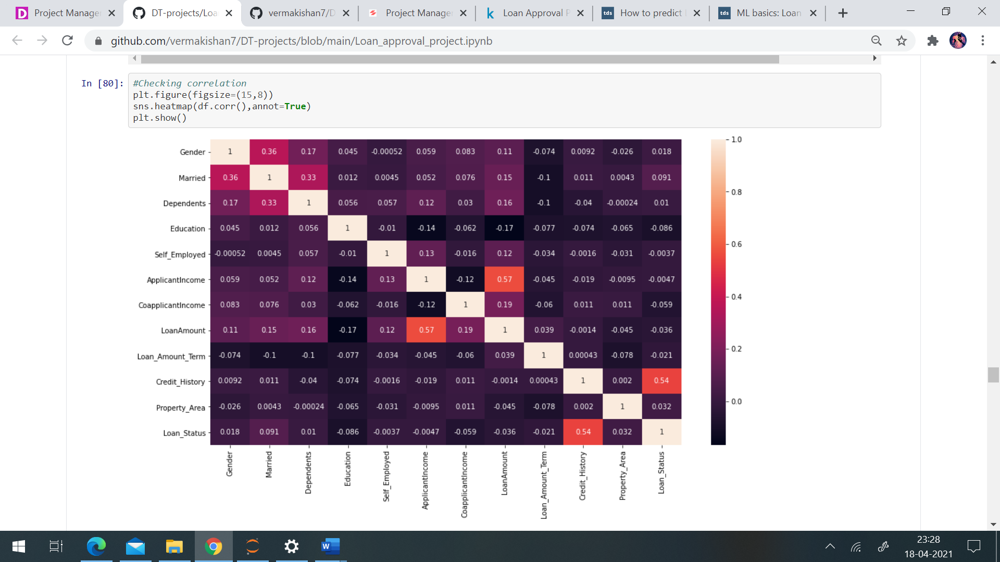 Project Manage
DT-projects/Loa
vermakishan7/D
Project Manage
Loan Approval P
tds How to predict
tds ML basics: Loan
github.com/vermakishan7/DT-projects/blob/main/Loan_approval_project.ipynb
In [80]:
#Checking correlation
plt.figure(figsize=(15,8))
sns.heatmap(df.corr(),annot=True)
plt.show()
Gender 1 0.36 0.17 0.045 -0.00052 0.059 0.083 0.11 -0.074 0.0092 -0.026 0.018
Married 0.36 1 0.33 0.012 0.0045 0.052 0.076 0.15 -0.1 0.011 0.0043 0.091
Dependents 0.17 0.33 1 0.056 0.057 0.12 0.03 0.16 -0.1 -0.04 -0.00024 0.01
Education 0.045 0.012 0.056 1 -0.01 -0.14 -0.062 -0.17 -0.077 -0.074 -0.065 -0.086
Self_Employed -0.00052 0.0045 0.057 -0.01 1 0.13 -0.016 0.12 -0.034 -0.0016 -0.031 -0.0037
ApplicantIncome 0.059 0.052 0.12 -0.14 0.13 1 -0.12 0.57 -0.045 -0.019 -0.0095 -0.0047
CoapplicantIncome 0.083 0.076 0.03 -0.062 -0.016 -0.12 1 0.19 -0.06 0.011 0.011 -0.059
LoanAmount 0.11 0.15 0.16 -0.17 0.12 0.57 0.19 1 0.039 -0.0014 -0.045 -0.036
Loan_Amount_Term -0.074 -0.1 -0.1 -0.077 -0.034 -0.045 -0.06 0.039 1 0.00043 -0.078 -0.021
Credit_History 0.0092 0.011 -0.04 -0.074 -0.0016 -0.019 0.011 -0.0014 0.00043 1 0.002 0.54
Property_Area -0.026 0.0043 -0.00024 -0.065 -0.031 -0.0095 0.011 -0.045 -0.078 0.002 1 0.032
Loan_Status 0.018 0.091 0.01 -0.086 -0.0037 -0.0047 -0.059 -0.036 -0.021 0.54 0.032 1
Gender
Married
Dependents
Education
Self_Employed
ApplicantIncome
CoapplicantIncome
LoanAmount
Loan_Amount_Term
Credit_History
Property_Area
Loan_Status
1.0
0.8
0.6
0.4
0.2
0.0
23:28
18-04-2021